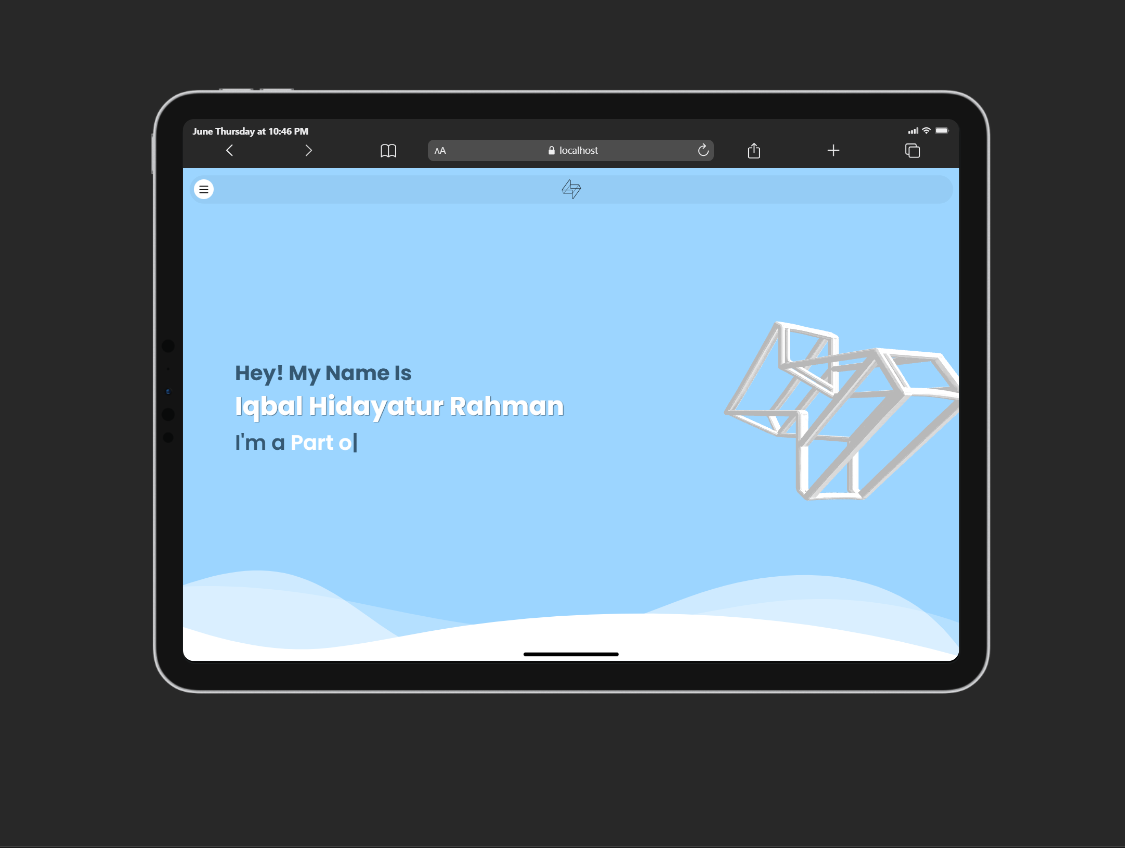 June Thursday at 10:46 PM
AA
localhost
Hey! My Name Is
Iqbal Hidayatur Rahman
I'm a Part o|